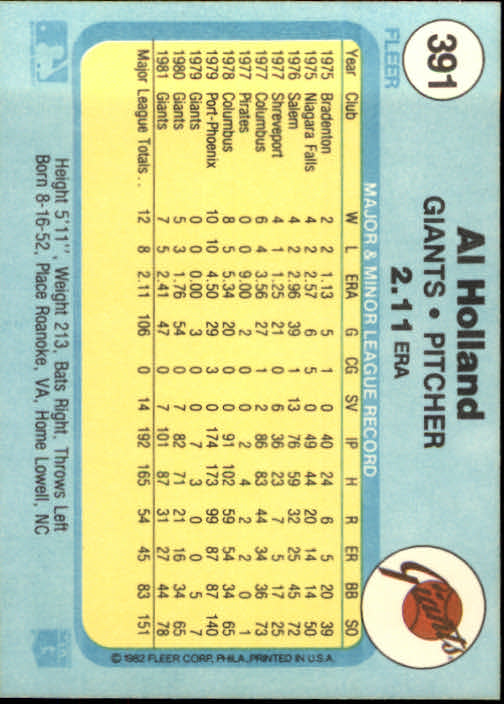 391
FLEER
Al Holland
GIANTS • PITCHER
2.11 ERA
Giants
MAJOR & MINOR LEAGUE RECORD
Year Club W L ERA G CG SV IP H R ER BB SO
1975 Bradenton 2 2 1.13 5 1 0 40 24 6 5 20 39
1975 Niagara Falls 4 2 2.57 6 5 0 49 44 20 14 14 50
1976 Salem 4 2 2.96 39 1 13 76 59 32 25 45 72
1977 Shreveport 4 1 1.25 21 0 6 36 23 7 5 17 25
1977 Columbus 6 4 3.56 27 1 2 86 83 44 34 36 73
1977 Pirates 0 0 9.00 2 0 0 2 4 2 2 0 1
1978 Columbus 8 5 5.34 20 0 0 91 102 59 54 34 65
1979 Port-Phoenix 10 10 4.50 29 2 3 174 173 99 87 87 140
1979 Giants 0 0 0.00 3 0 0 7 3 0 0 5 7
1980 Giants 5 3 1.76 54 0 7 82 71 21 16 34 65
1981 Giants 7 5 2.41 47 0 7 101 87 31 27 44 78
Major League Totals . . 12 8 2.11 106 0 14 192 165 54 45 83 151
© 1982 FLEER CORP., PHILA., PRINTED IN U.S.A.
Height 5'11", Weight 213, Bats Right, Throws Left
Born 8-16-52, Place Roanoke, VA, Home Lowell, NC